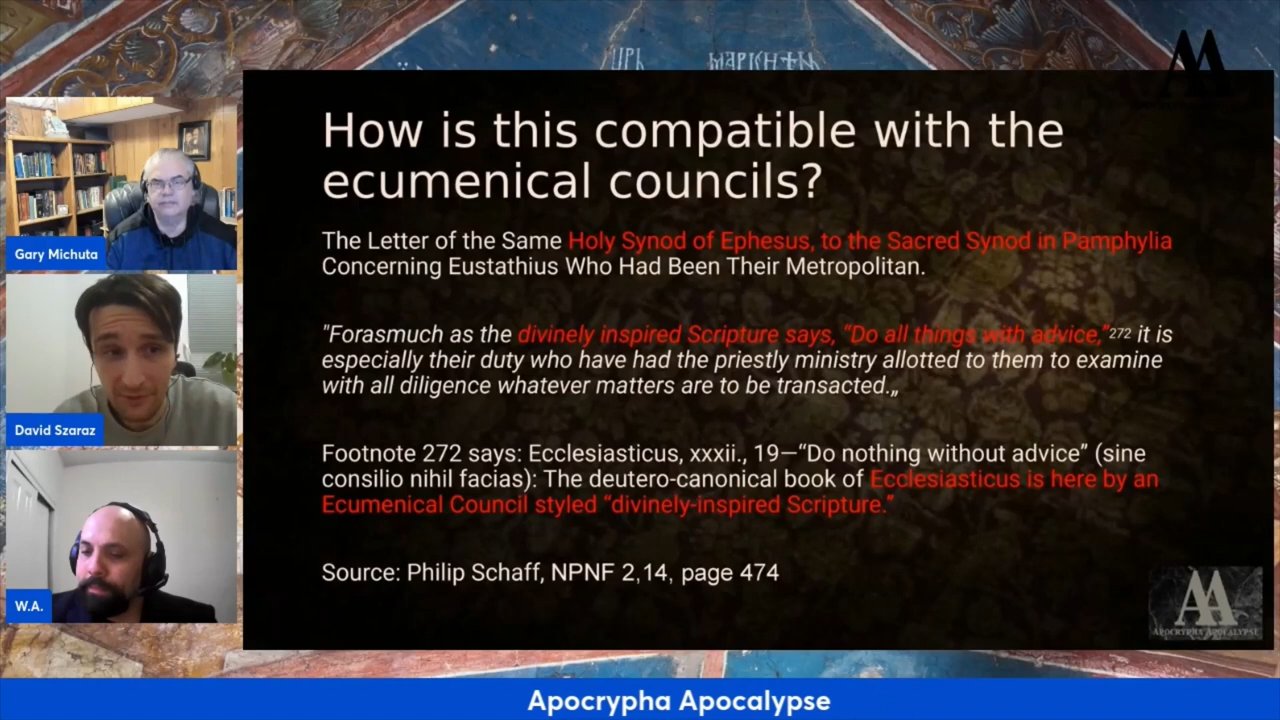 How is this compatible with the
ecumenical councils?
The Letter of the Same Holy Synod of Ephesus, to the Sacred Synod in Pamphylia
Concerning Eustathius Who Had Been Their Metropolitan.
"Forasmuch as the divinely inspired Scripture says, “Do all things with advice,”272 it is
especially their duty who have had the priestly ministry allotted to them to examine
with all diligence whatever matters are to be transacted.„
Footnote 272 says: Ecclesiasticus, xxxii., 19—“Do nothing without advice” (sine
consilio nihil facias): The deutero-canonical book of Ecclesiasticus is here by an
Ecumenical Council styled “divinely-inspired Scripture.”
Source: Philip Schaff, NPNF 2,14, page 474
Gary Michuta
David Szaraz
W.A.
AA
AA
APOCRYPHA APOCALYPSE
Apocrypha Apocalypse